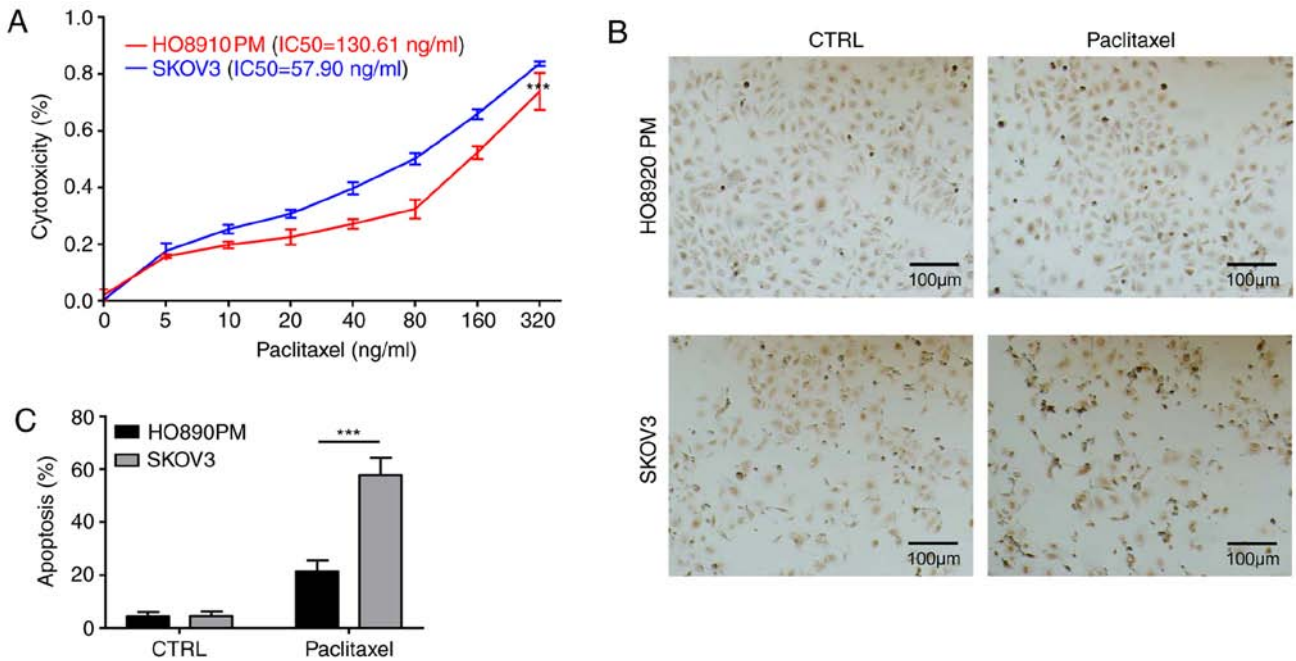 A
HO8910PM (IC50=130.61 ng/ml)
SKOV3 (IC50=57.90 ng/ml)
Cytotoxicity (%)
1.0
0.8
0.6
0.4
0.2
0.0
***
0 5 10 20 40 80 160 320
Paclitaxel (ng/ml)
B
CTRL Paclitaxel
HO8920 PM
100μm 100μm
SKOV3
100μm 100μm
C
HO890PM
SKOV3
Apoptosis (%)
80
60
40
20
0
***
CTRL Paclitaxel